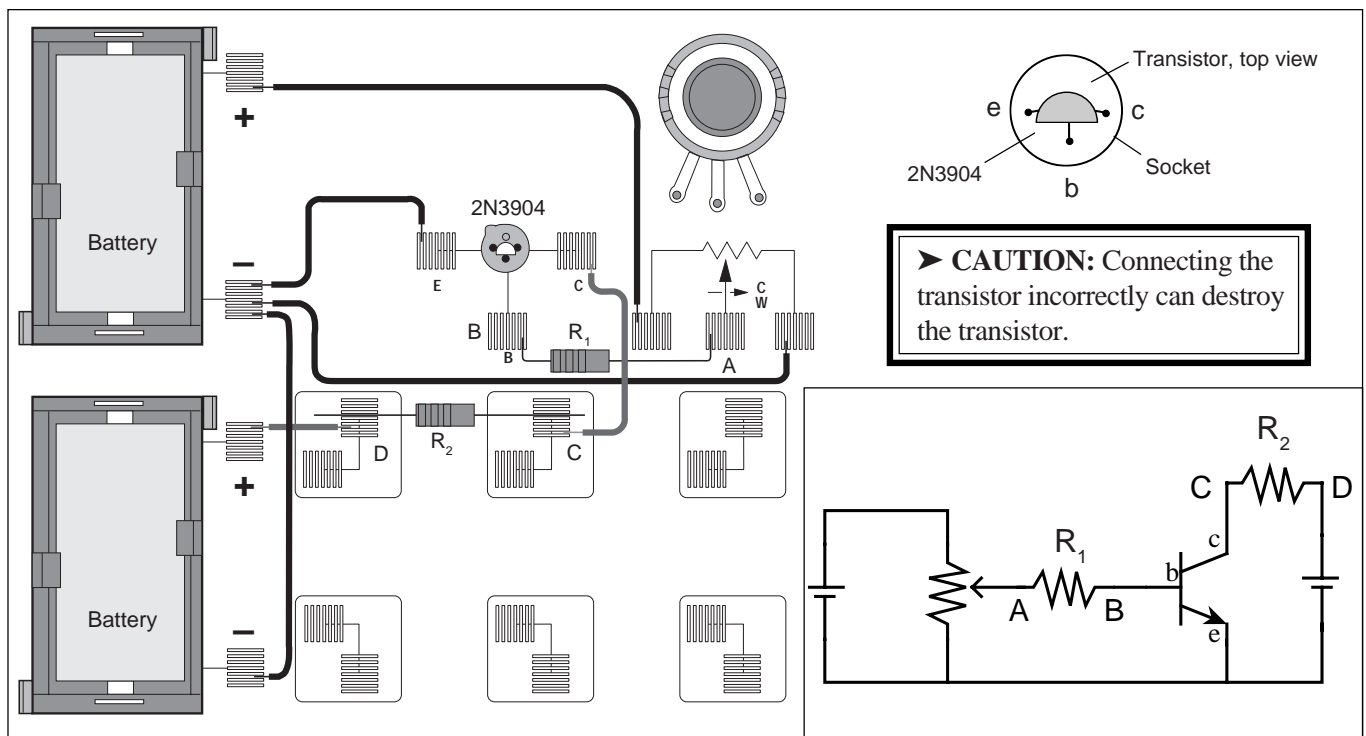 +
–
Battery
2N3904
E
C
B
B
R1
A
C
W
Transistor, top view
e
c
2N3904
Socket
b
➤ CAUTION: Connecting the
transistor incorrectly can destroy
the transistor.
Battery
+
–
D
R2
C
R2
C
D
c
R1
b
A
B
e